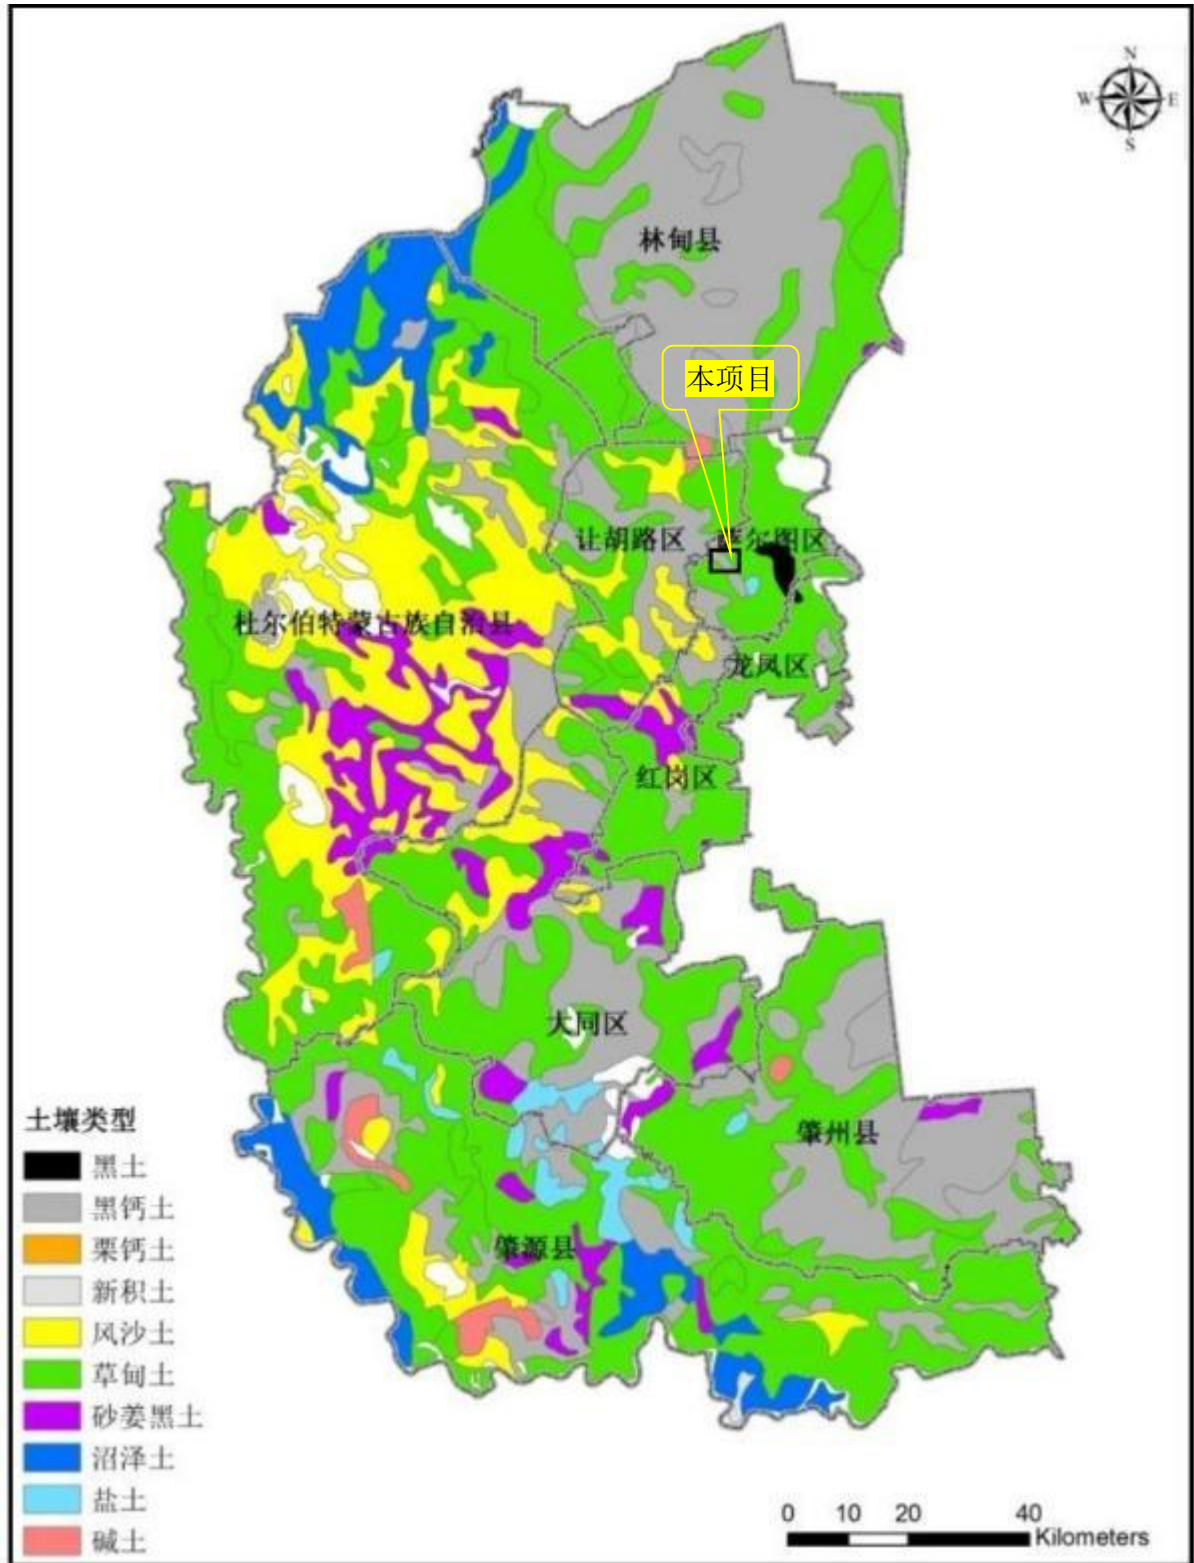 N
W E
S
林甸县
本项目
让胡路区 萨尔图区
杜尔伯特蒙古族自治县
龙凤区
红岗区
大同区
肇州县
肇源县
土壤类型
黑土
黑钙土
栗钙土
新积土
风沙土
草甸土
砂姜黑土
沼泽土
盐土
碱土
0 10 20 40
Kilometers